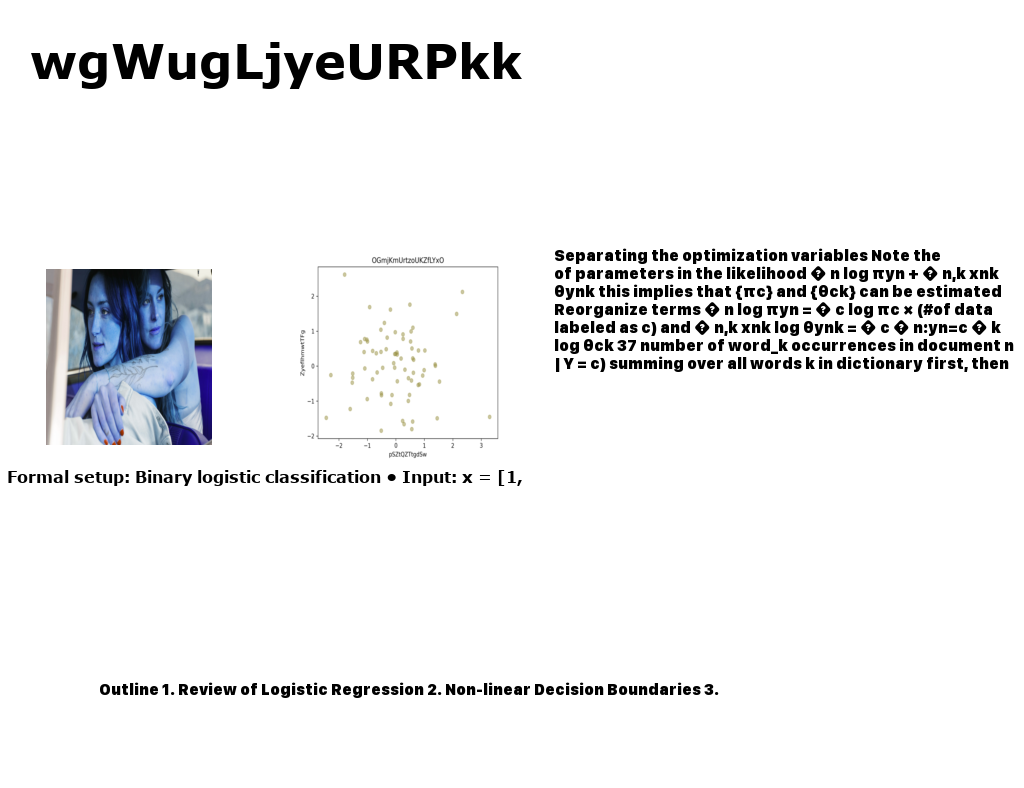 wgWugLjyeURPkk
OGmjKmUrtzoUKZfLYxO
2
1
0
−1
−2
−2
−1
0
1
2
3
pSZtQZTtgdSw
Separating the optimization variables Note the
of parameters in the likelihood � n log πyn + � n,k xnk
θynk this implies that {πc} and {θck} can be estimated
Reorganize terms � n log πyn = � c log πc × (#of data
labeled as c) and � n,k xnk log θynk = � c � n:yn=c � k
log θck 37 number of word_k occurrences in document n
| Y = c) summing over all words k in dictionary first, then
Formal setup: Binary logistic classification ● Input: x = [1,
Outline 1. Review of Logistic Regression 2. Non-linear Decision Boundaries 3.